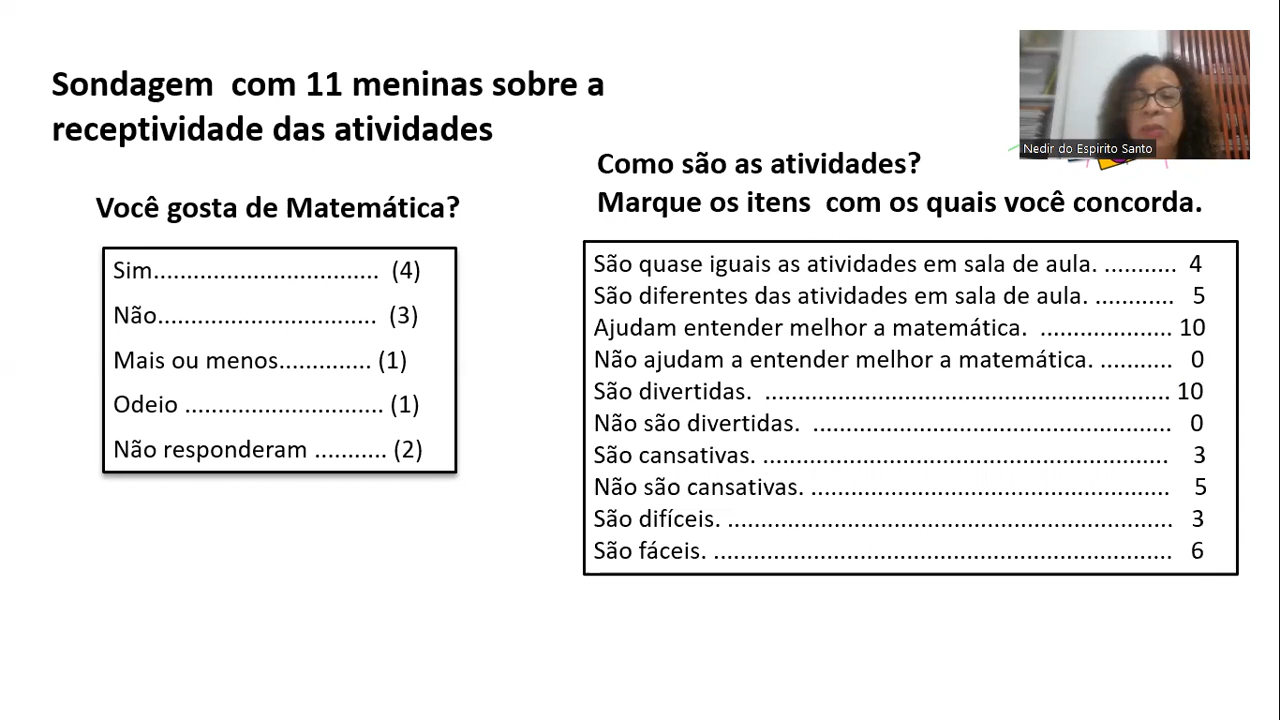 Sondagem  com 11 meninas sobre a
receptividade das atividades
Nedir do Espirito Santo
Você gosta de Matemática?
Sim.................................  (4)
Não................................  (3)
Mais ou menos.............. (1)
Odeio ............................. (1)
Não responderam ........... (2)
Como são as atividades?
Marque os itens  com os quais você concorda.
São quase iguais as atividades em sala de aula. ...........  4
São diferentes das atividades em sala de aula. ............   5
Ajudam entender melhor a matemática.  .................... 10
Não ajudam a entender melhor a matemática. ...........   0
São divertidas.  .............................................................. 10
Não são divertidas.  .........................................................   0
São cansativas. ..............................................................    3
Não são cansativas. .......................................................    5
São difíceis. ....................................................................   3
São fáceis. ......................................................................   6